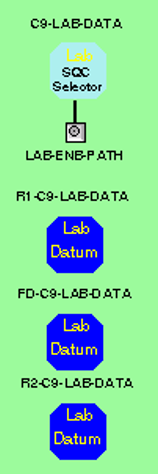 C9-LAB-DATA
Lab
SQC
Selector
LAB-ENB-PATH
R1-C9-LAB-DATA
Lab
Datum
FD-C9-LAB-DATA
Lab
Datum
R2-C9-LAB-DATA
Lab
Datum